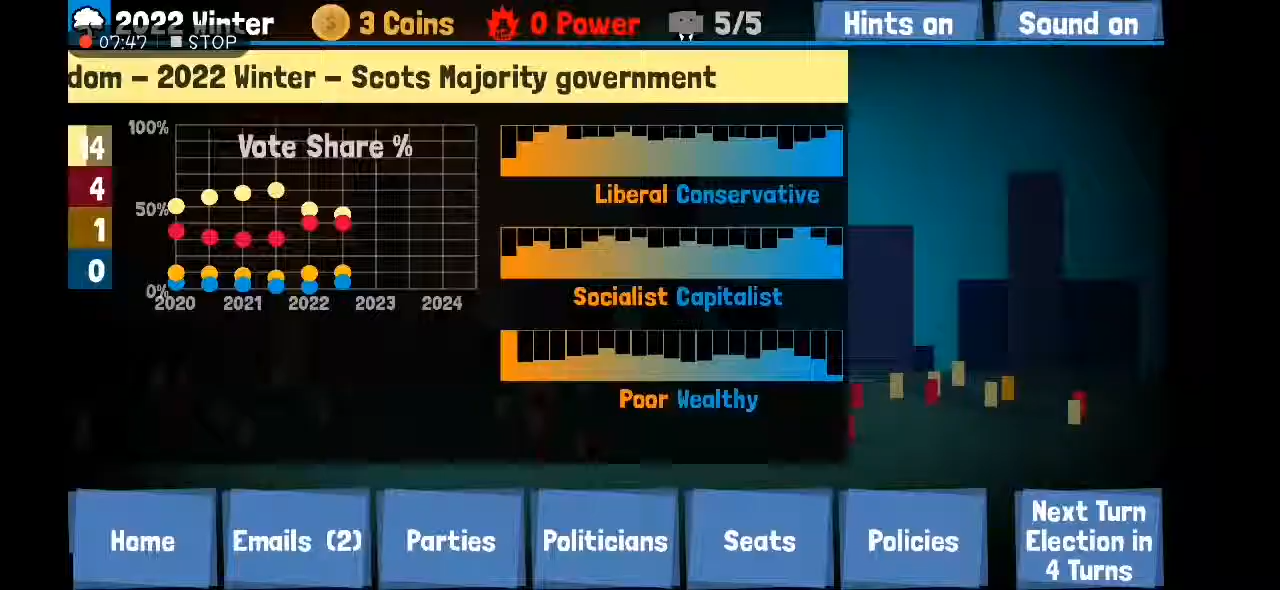 2022 Winter
3 Coins
0 Power
5/5
Hints on
Sound on
07:47
STOP
dom – 2022 Winter – Scots Majority government
14
4
1
0
Vote Share %
100%
50%
0%
2020 2021 2022 2023 2024
Liberal Conservative
Socialist Capitalist
Poor Wealthy
Home
Emails (2)
Parties
Politicians
Seats
Policies
Next Turn
Election in
4 Turns